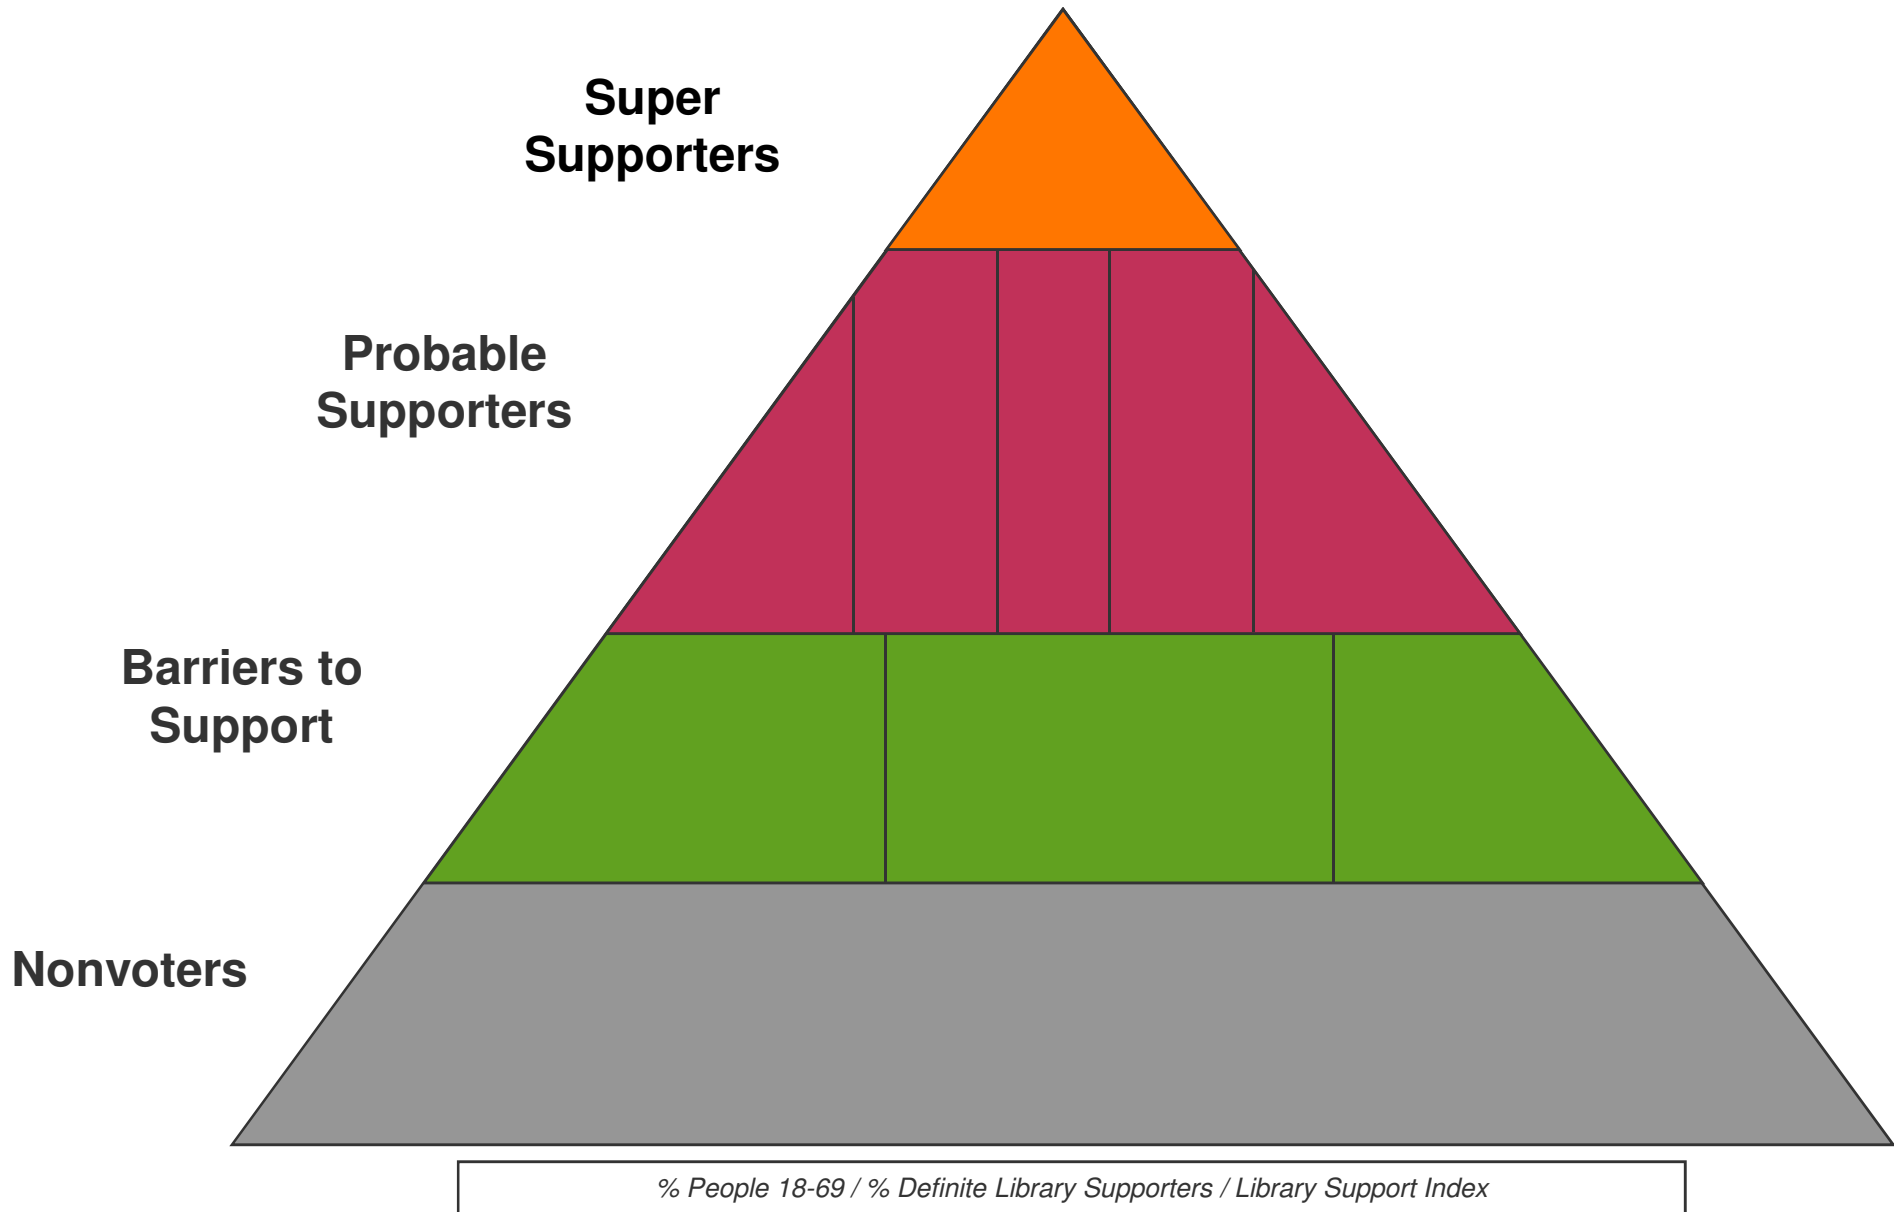 Super
Supporters
Probable
Supporters
Barriers to
Support
Nonvoters
% People 18-69 / % Definite Library Supporters / Library Support Index